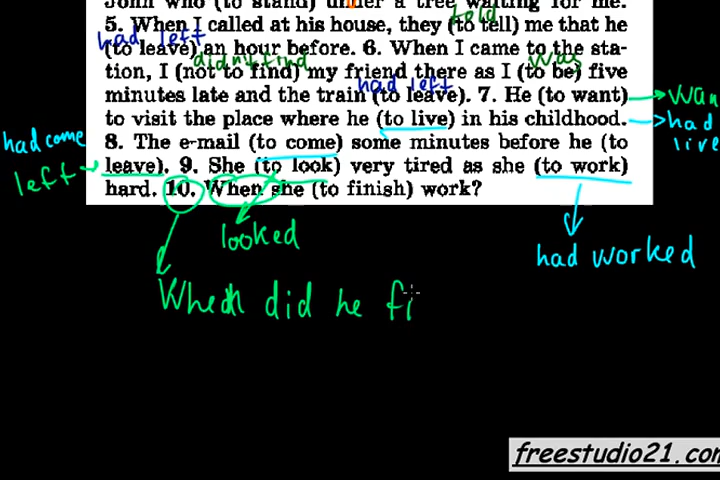 John who (to stand) under a tree waiting for me.
5. When I called at his house, they (to tell) me that he
told
(to leave) an hour before. 6. When I came to the sta-
had left
tion, I (not to find) my friend there as I (to be) five
didn't find
was
minutes late and the train (to leave). 7. He (to want)
had left
wan
to visit the place where he (to live) in his childhood.
had
live
8. The e-mail (to come) some minutes before he (to
had come
leave). 9. She (to look) very tired as she (to work)
left
hard. 10. When she (to finish) work?
looked
had worked
When did he fi
freestudio21.com